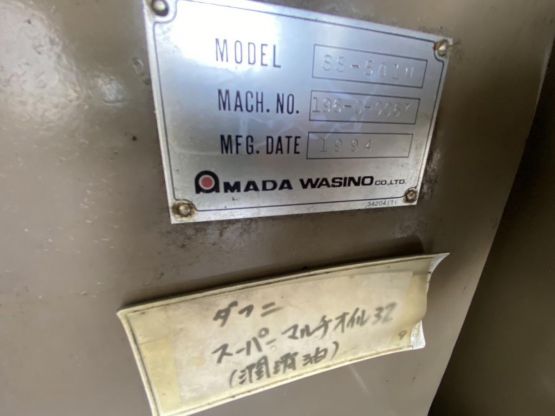 MODEL
MACH. NO.
MFG. DATE 1994
AMADA WASINO CO.,LTD.
ダフニ
スーパーマルチオイル32
(潤滑油)